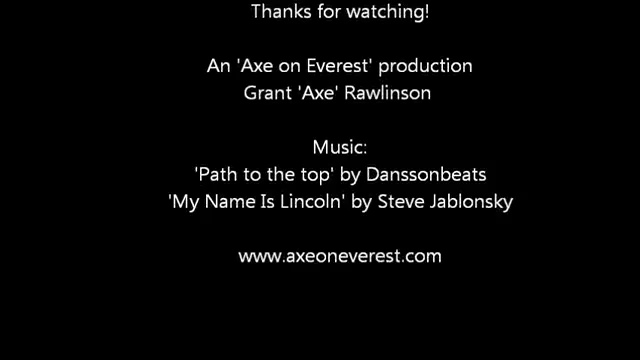 Thanks for watching!
An 'Axe on Everest' production
Grant 'Axe' Rawlinson
Music:
'Path to the top' by Danssonbeats
'My Name Is Lincoln' by Steve Jablonsky
www.axeoneverest.com